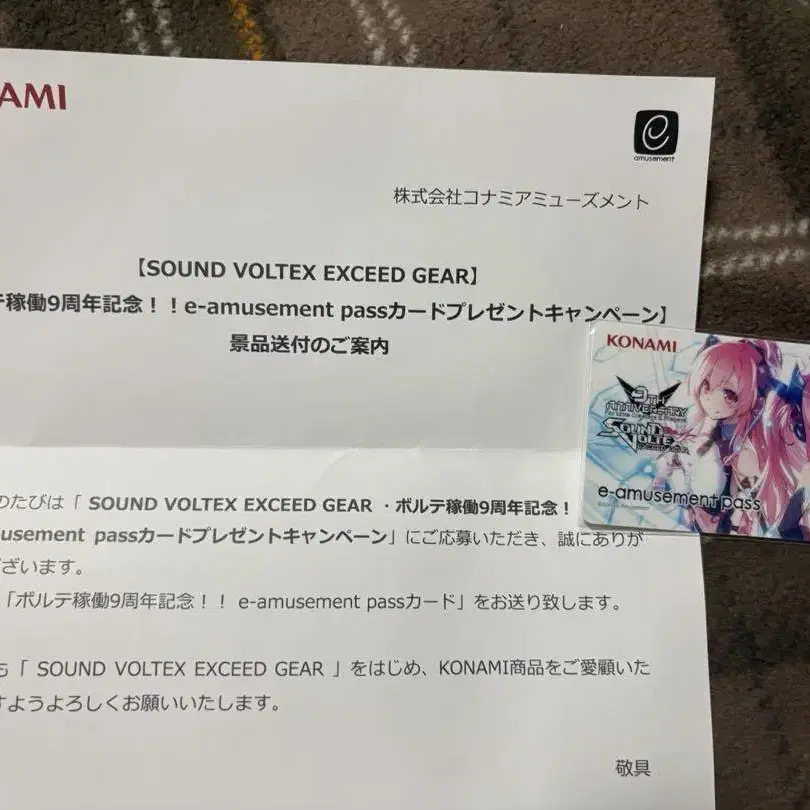 AMI
e
amusement
株式会社コナミアミューズメント
【SOUND VOLTEX EXCEED GEAR】
テ稼働9周年記念！！e-amusement passカードプレゼントキャンペーン】
景品送付のご案内
のたびは「 SOUND VOLTEX EXCEED GEAR ・ボルテ稼働9周年記念！
usement passカードプレゼントキャンペーン」にご応募いただき、誠にありが
ざいます。
「ボルテ稼働9周年記念！！ e-amusement passカード」をお送り致します。
も「 SOUND VOLTEX EXCEED GEAR 」をはじめ、KONAMI商品をご愛顧いた
すようよろしくお願いいたします。
敬具
KONAMI
9TH
ANNIVERSARY
SOUND
VOLTEX
EXCEED GEAR
e-amusement pass